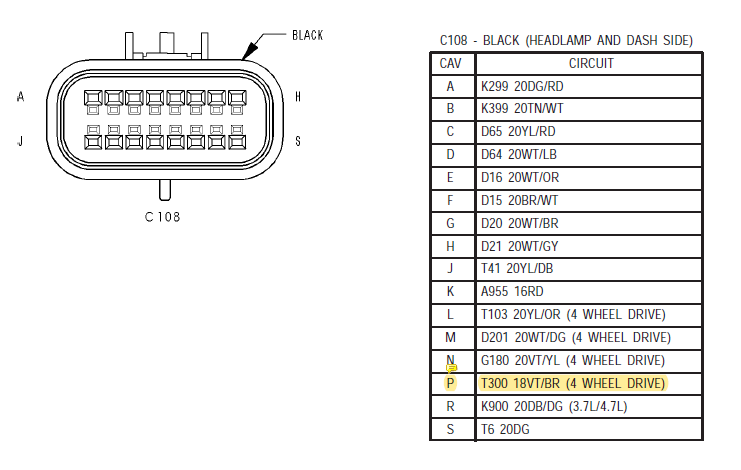 BLACK
A
H
J
S
C108
C108 - BLACK (HEADLAMP AND DASH SIDE)
CAV CIRCUIT
A K299 20DG/RD
B K399 20TN/WT
C D65 20YL/RD
D D64 20WT/LB
E D16 20WT/OR
F D15 20BR/WT
G D20 20WT/BR
H D21 20WT/GY
J T41 20YL/DB
K A955 16RD
L T103 20YL/OR (4 WHEEL DRIVE)
M D201 20WT/DG (4 WHEEL DRIVE)
N G180 20VT/YL (4 WHEEL DRIVE)
P T300 18VT/BR (4 WHEEL DRIVE)
R K900 20DB/DG (3.7L/4.7L)
S T6 20DG